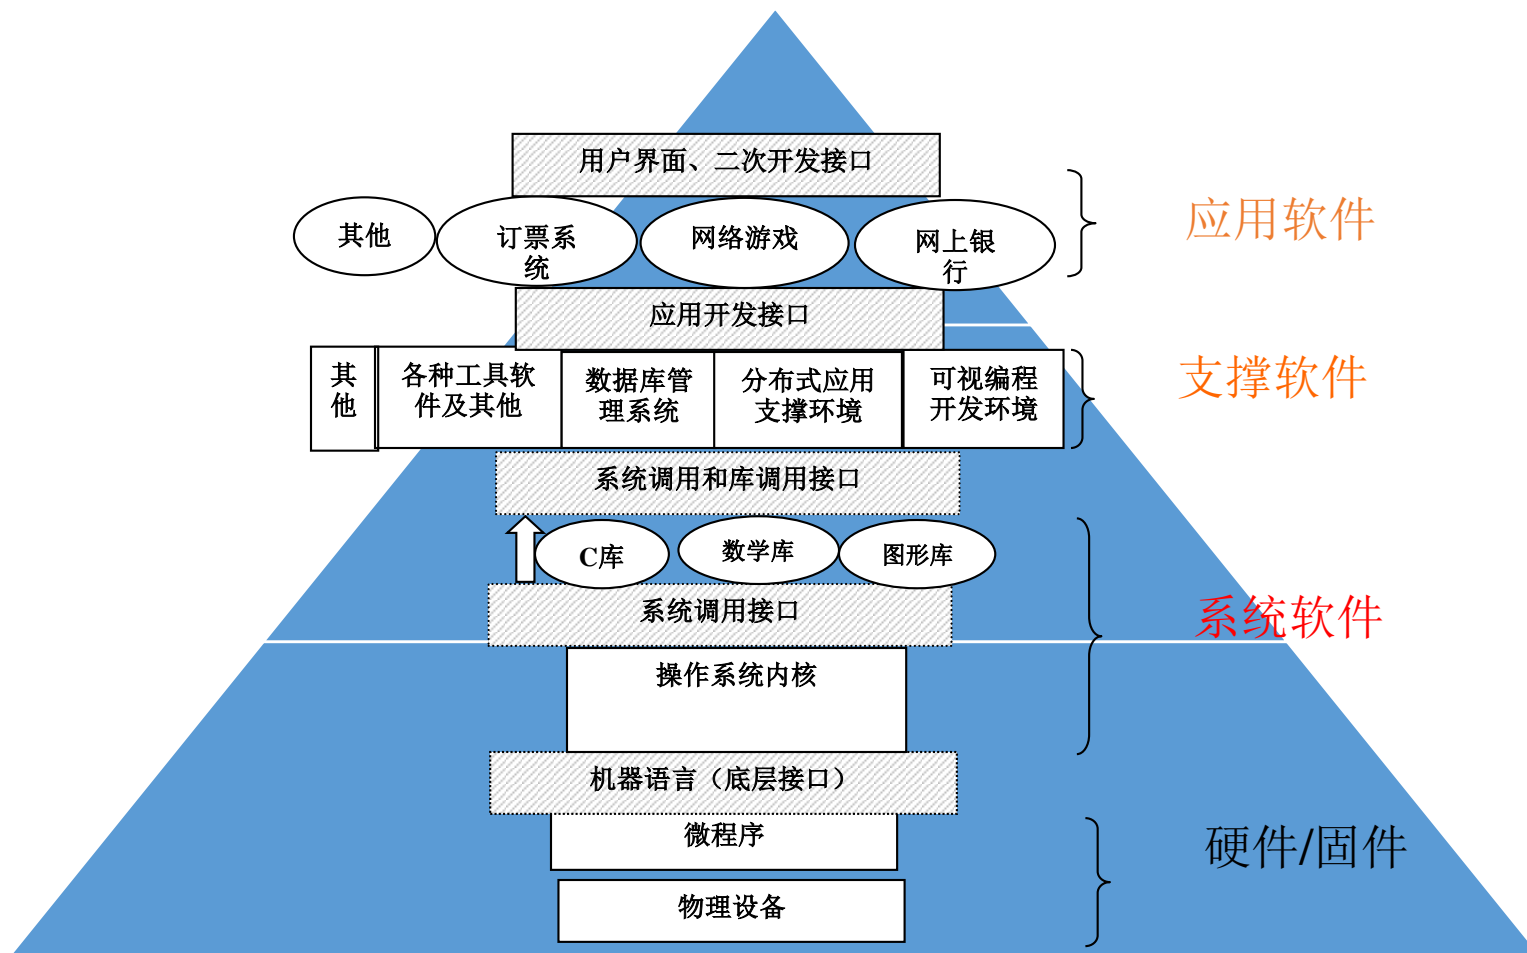 用户界面、二次开发接口
应用软件
其他
订票系
统
网络游戏
网上银
行
应用开发接口
支撑软件
其
他
各种工具软
件及其他
数据库管
理系统
分布式应用
支撑环境
可视编程
开发环境
系统调用和库调用接口
C库
数学库
图形库
系统调用接口
系统软件
操作系统内核
机器语言（底层接口）
微程序
硬件/固件
物理设备